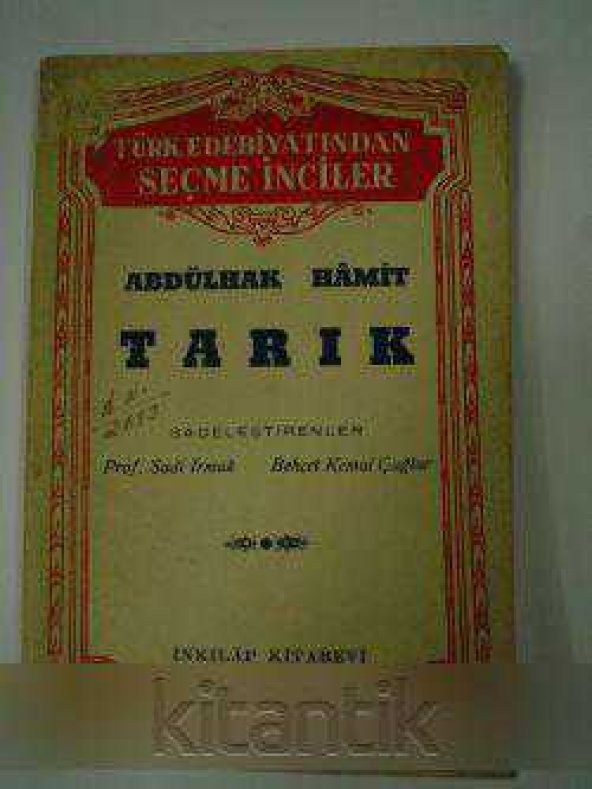 TÜRK EDEBİYATINDAN
SEÇME İNCİLER
ABDÜLHAK HÂMİT
TARIK
SADELEŞTİRENLER
Prof. Sadi Irmak Behçet Kemal Çağlar
İNKILÂP KİTABEVİ
kitantik